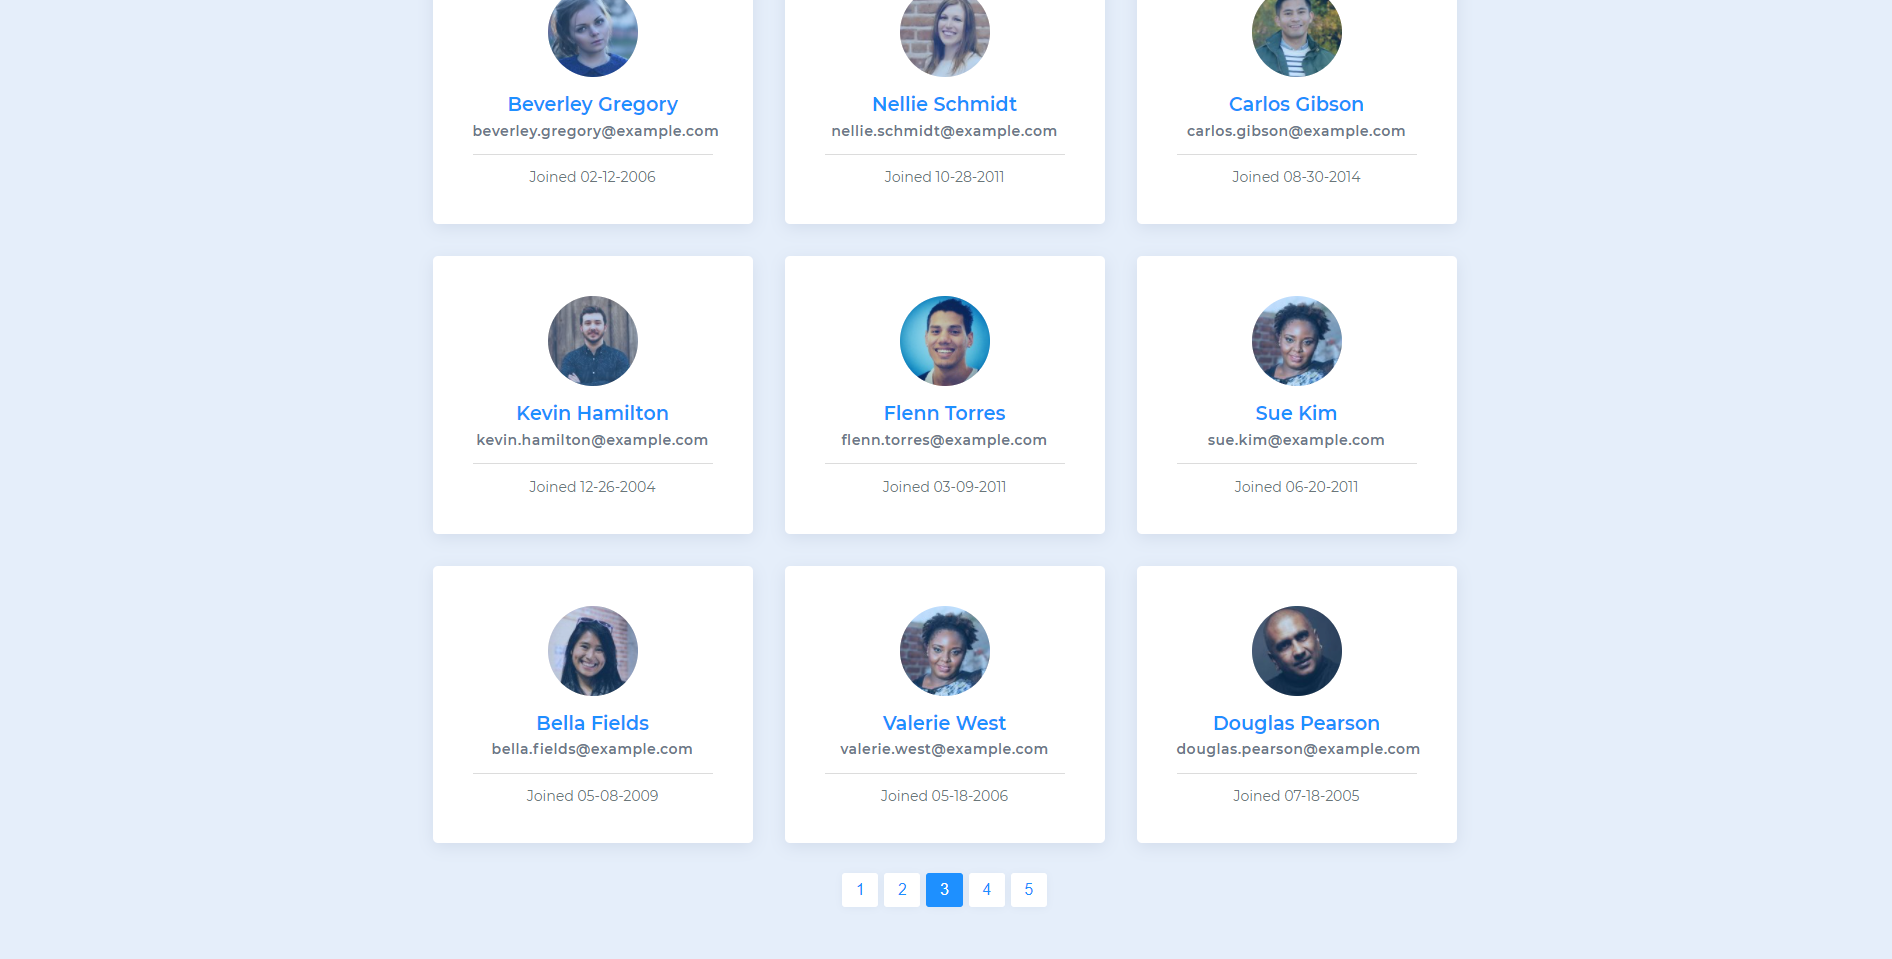 Beverley Gregory
beverley.gregory@example.com
Joined 02-12-2006
Nellie Schmidt
nellie.schmidt@example.com
Joined 10-28-2011
Carlos Gibson
carlos.gibson@example.com
Joined 08-30-2014
Kevin Hamilton
kevin.hamilton@example.com
Joined 12-26-2004
Flenn Torres
flenn.torres@example.com
Joined 03-09-2011
Sue Kim
sue.kim@example.com
Joined 06-20-2011
Bella Fields
bella.fields@example.com
Joined 05-08-2009
Valerie West
valerie.west@example.com
Joined 05-18-2006
Douglas Pearson
douglas.pearson@example.com
Joined 07-18-2005
1 2 3 4 5